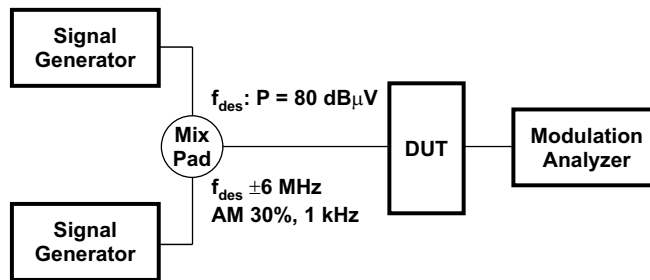 Signal
Generator
f_des: P = 80 dBμV
Mix
Pad
DUT
Modulation
Analyzer
f_des ±6 MHz
AM 30%, 1 kHz
Signal
Generator